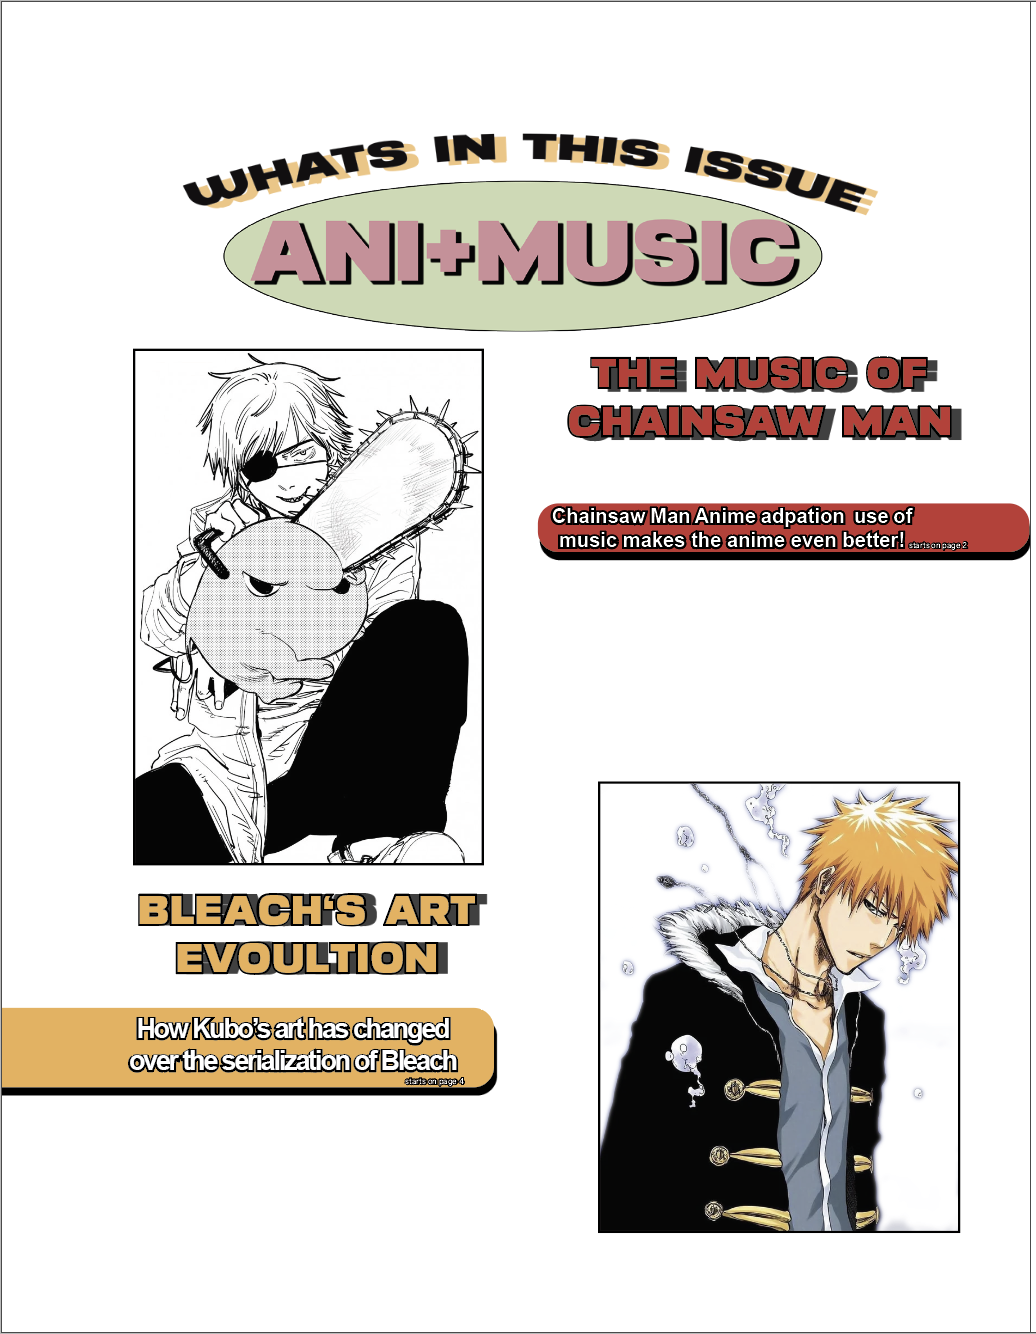 WHATS IN THIS ISSUE
ANI+MUSIC
THE MUSIC OF
CHAINSAW MAN
Chainsaw Man Anime adpation use of
music makes the anime even better! starts on page 2
BLEACH‘S ART
EVOULTION
How Kubo's art has changed
over the serialization of Bleach
starts on page 4